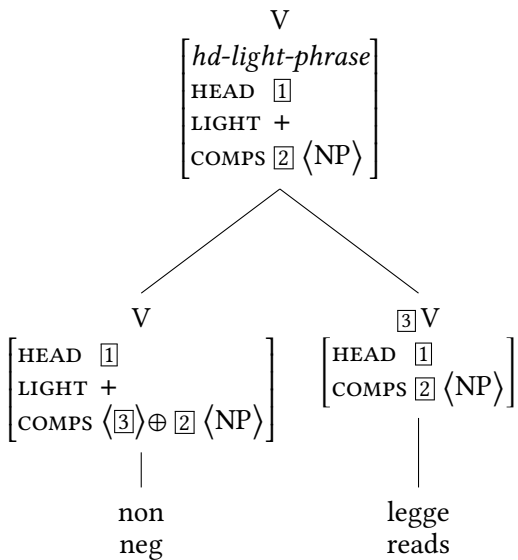 V
hd-light-phrase
HEAD 1
LIGHT +
COMPS 2 ⟨NP⟩
V
HEAD 1
LIGHT +
COMPS ⟨3⟩⊕ 2 ⟨NP⟩
3 V
HEAD 1
COMPS 2 ⟨NP⟩
non
neg
legge
reads